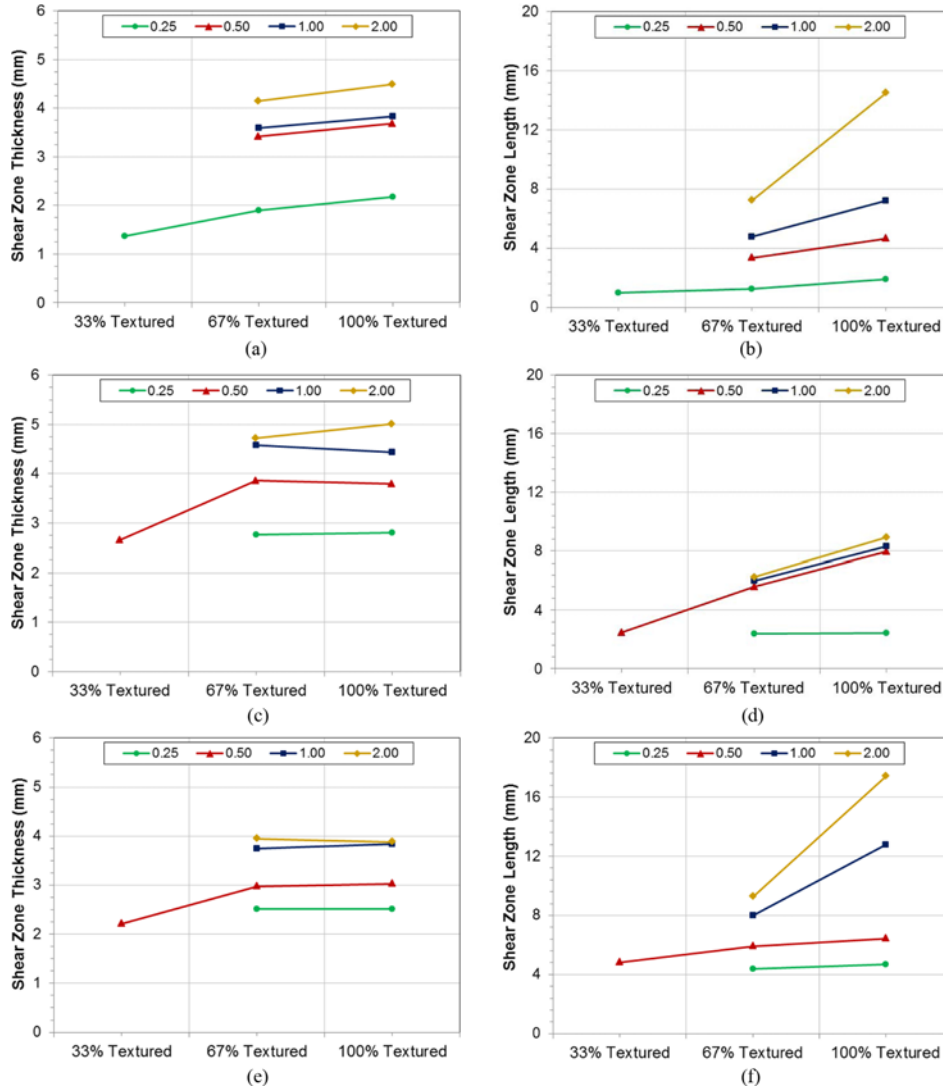 0.25 0.50 1.00 2.00
Shear Zone Thickness (mm)
6
5
4
3
2
1
0
33% Textured 67% Textured 100% Textured
(a)
0.25 0.50 1.00 2.00
Shear Zone Length (mm)
20
16
12
8
4
0
33% Textured 67% Textured 100% Textured
(b)
0.25 0.50 1.00 2.00
Shear Zone Thickness (mm)
6
5
4
3
2
1
0
33% Textured 67% Textured 100% Textured
(c)
0.25 0.50 1.00 2.00
Shear Zone Length (mm)
20
16
12
8
4
0
33% Textured 67% Textured 100% Textured
(d)
0.25 0.50 1.00 2.00
Shear Zone Thickness (mm)
6
5
4
3
2
1
0
33% Textured 67% Textured 100% Textured
(e)
0.25 0.50 1.00 2.00
Shear Zone Length (mm)
20
16
12
8
4
0
33% Textured 67% Textured 100% Textured
(f)